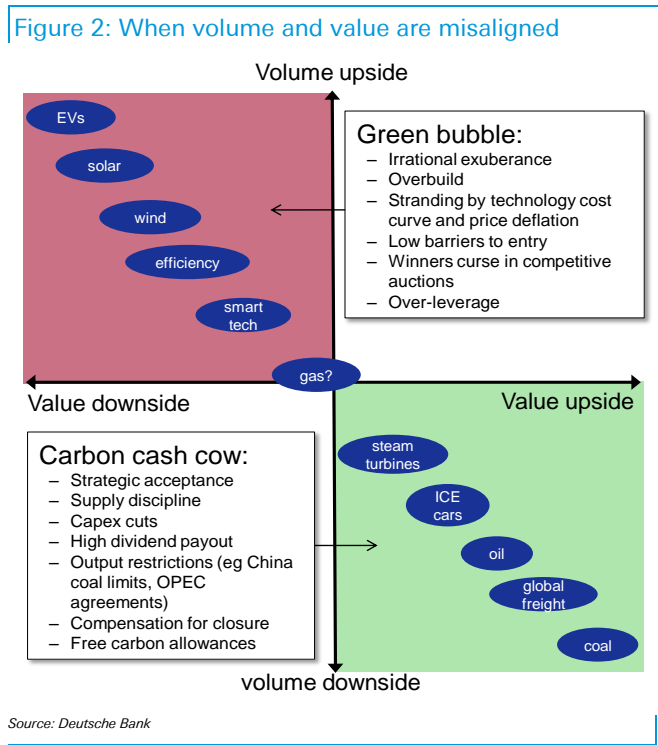 Figure 2: When volume and value are misaligned
Volume upside
EVs
solar
wind
efficiency
smart
tech
gas?
Green bubble:
– Irrational exuberance
– Overbuild
– Stranding by technology cost
curve and price deflation
– Low barriers to entry
– Winners curse in competitive
auctions
– Over-leverage
Value downside
Value upside
Carbon cash cow:
– Strategic acceptance
– Supply discipline
– Capex cuts
– High dividend payout
– Output restrictions (eg China
coal limits, OPEC
agreements)
– Compensation for closure
– Free carbon allowances
steam
turbines
ICE
cars
oil
global
freight
coal
volume downside
Source: Deutsche Bank